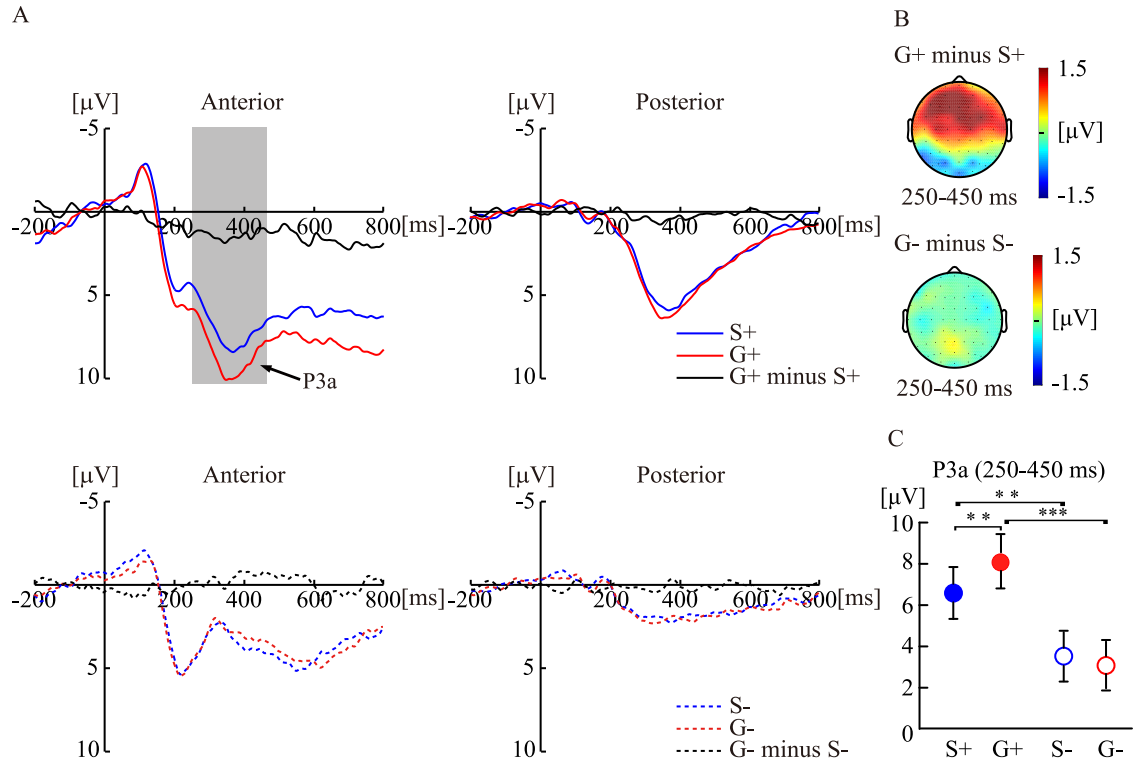 A
[µV]
Anterior
-5
-200
200
400
600
800[ms]
5
10
P3a
Posterior
-200
200
400
600
800[ms]
S+
G+
G+ minus S+
B
G+ minus S+
1.5
[µV]
-1.5
250-450 ms
G- minus S-
1.5
[µV]
-1.5
250-450 ms
[µV]
Anterior
-5
-200
200
400
600
800[ms]
5
10
[µV]
Posterior
-5
-200
200
400
600
800[ms]
5
10
S-
G-
G- minus S-
C
P3a (250-450 ms)
[µV]
* *
* *
***
10
8
6
4
2
0
S+ G+ S- G-
[µV]
-5
5
10